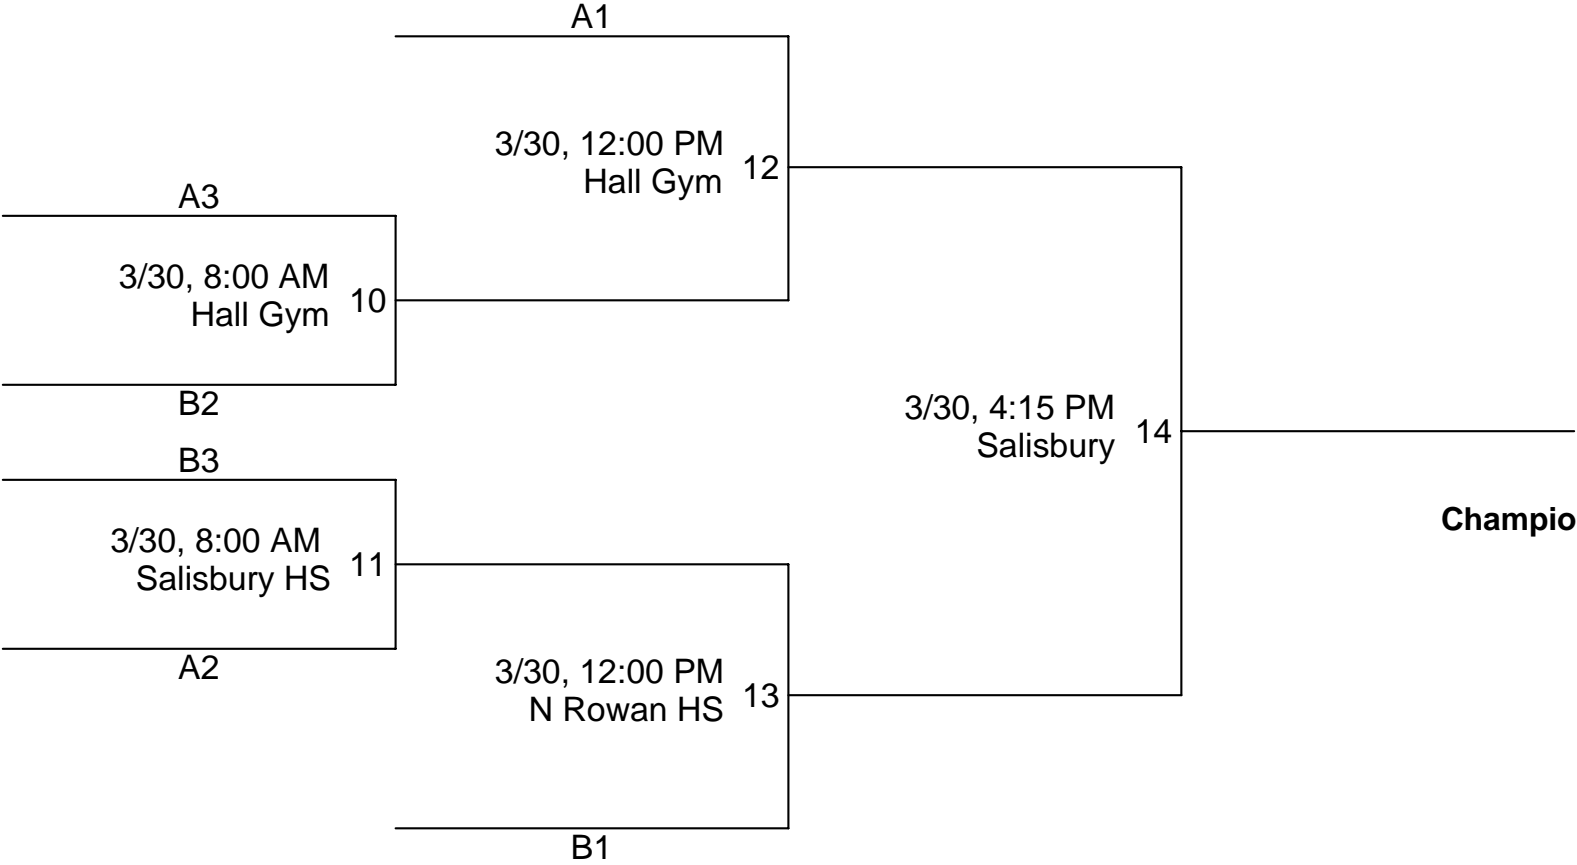 A1
3/30, 12:00 PM
Hall Gym
12
A3
3/30, 8:00 AM
Hall Gym
10
B2
3/30, 4:15 PM
Salisbury
14
B3
Champio
3/30, 8:00 AM
Salisbury HS
11
A2
3/30, 12:00 PM
N Rowan HS
13
B1